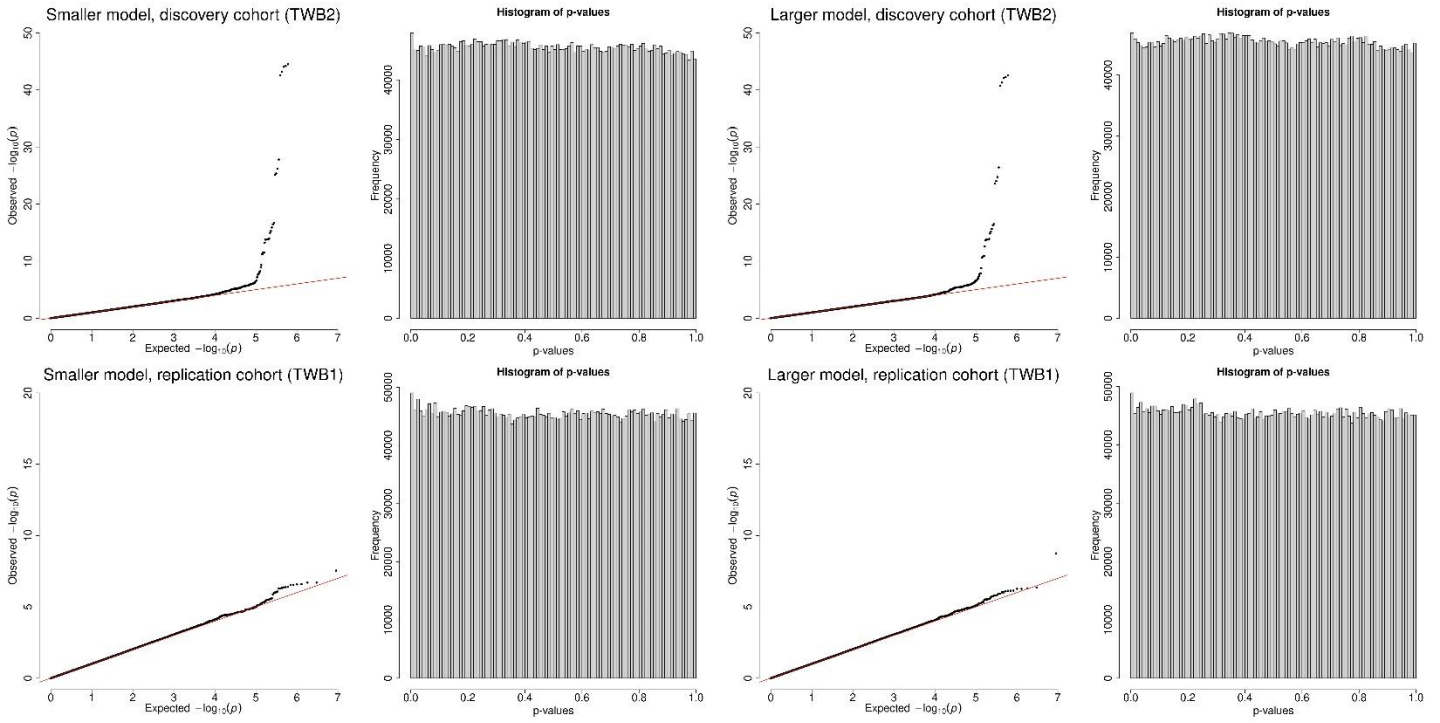 Smaller model, discovery cohort (TWB2)
Observed −log₁₀(p)
50
40
30
20
10
0
0 1 2 3 4 5 6 7
Expected −log₁₀(p)
Histogram of p-values
Frequency
40000
30000
20000
10000
0
0.0 0.2 0.4 0.6 0.8 1.0
p-values
Larger model, discovery cohort (TWB2)
Observed −log₁₀(p)
50
40
30
20
10
0
0 1 2 3 4 5 6 7
Expected −log₁₀(p)
Histogram of p-values
Frequency
40000
30000
20000
10000
0
0.0 0.2 0.4 0.6 0.8 1.0
p-values
Smaller model, replication cohort (TWB1)
Observed −log₁₀(p)
20
15
10
5
0
0 1 2 3 4 5 6 7
Expected −log₁₀(p)
Histogram of p-values
Frequency
50000
40000
30000
20000
10000
0
0.0 0.2 0.4 0.6 0.8 1.0
p-values
Larger model, replication cohort (TWB1)
Observed −log₁₀(p)
20
15
10
5
0
0 1 2 3 4 5 6 7
Expected −log₁₀(p)
Histogram of p-values
Frequency
50000
40000
30000
20000
10000
0
0.0 0.2 0.4 0.6 0.8 1.0
p-values